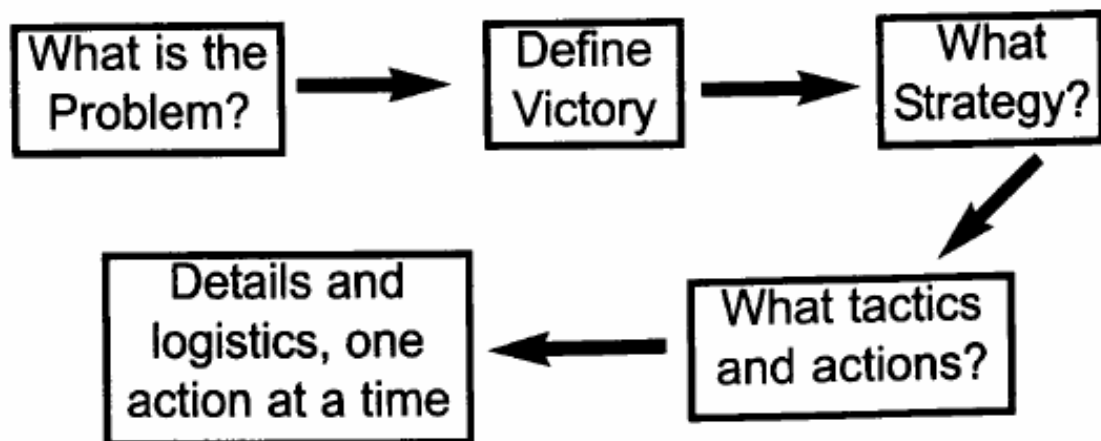 What is the
Problem?
Define
Victory
What
Strategy?
What tactics
and actions?
Details and
logistics, one
action at a time